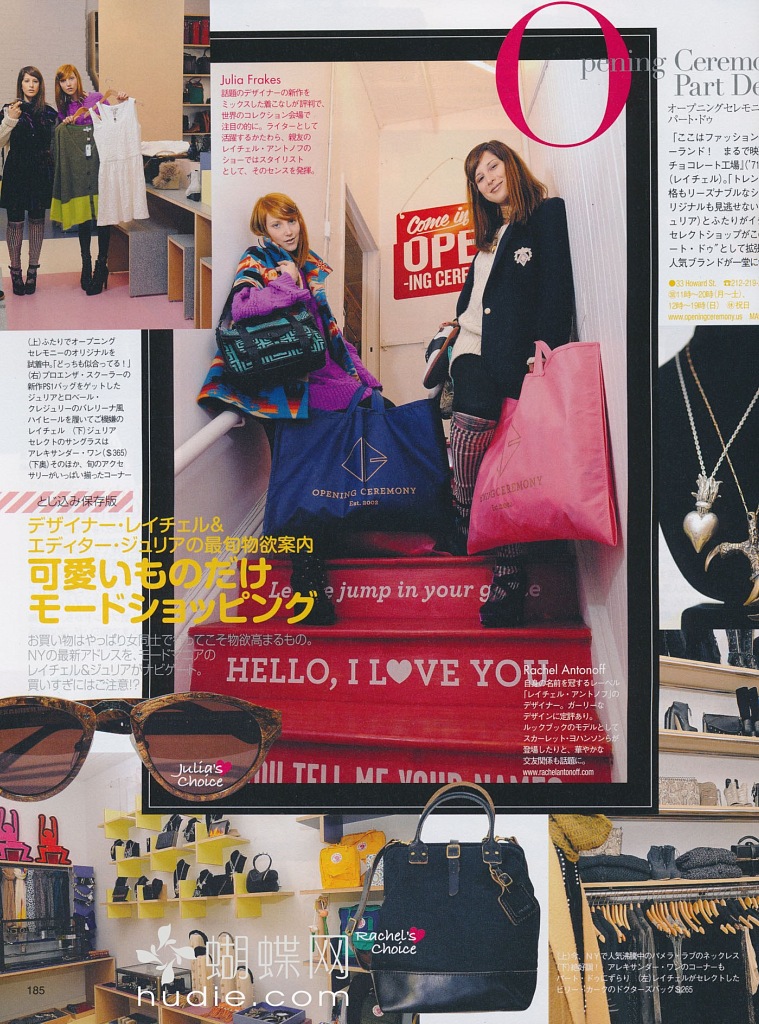 Julia Frakes
話題のデザイナーの新作を
ミックスした着こなしが評判で、
世界のコレクション会場で
注目の的に。ライターとして
活躍するかたわら、親友の
レイチェル・アントノフの
ショーではスタイリスト
として、そのセンスを発揮。
Opening Ceremo
Part De
オープニングセレモニ
パート・ドゥ
「ここはファッション
ーランド! まるで映
チョコレート工場」('71
(レイチェル)。「トレン
格もリーズナブルなシ
リジナルも見逃せない
ュリア)とふたりがイ
セレクトショップがこ
ート・ドゥ”として拡張
人気ブランドが一堂に
●33 Howard St. ☎212-219-
11時〜20時(月〜土)、
12時〜19時(日) 祝日
www.openingceremony.us MA
Come in
OPE
-ING CERE
(上)ふたりでオープニング
セレモニーのオリジナルを
試着中。「どっちも似合ってる!」
(右)プロエンザ・スクーラーの
新作PS1バッグをゲットした
ジュリアとロベール・
クレジュリーのバレリーナ風
ハイヒールを履いてご機嫌の
レイチェル (下)ジュリア
セレクトのサングラスは
アレキサンダー・ワン($365)
(下奥)そのほか、旬のアクセ
サリーがいっぱい揃ったコーナー
OPENING CEREMONY
Est. 2002
CEREMONY
とじ込み保存版
デザイナー・レイチェル&
エディター・ジュリアの最旬物欲案内
可愛いものだけ
モードショッピング
お買い物はやっぱり女同士で
こそ物欲高まるもの。
NYの最新アドレスを、モードマニアの
レイチェル&ジュリアがナビゲート。
買いすぎにはご注意!?
jump in your
HELLO, I L♥VE YOU
YOU TELL ME YOUR NAME
Rachel Antonoff
自身の名前を冠するレーベル
「レイチェル・アントノフ」の
デザイナー。ガーリーな
デザインに定評あり。
ルックブックのモデルとして
スカーレット・ヨハンソンらが
登場したりと、華やかな
交友関係も話題に。
www.rachelantonoff.com
Julia's
Choice
Rachel's
Choice
(上)今、NYで人気沸騰中のパメラ・ラブのネックレス
アレキサンダー・ワンのコーナーも
パート・ドゥにずらり (左)レイチェルがセレクトした
ビリー・カークのドクターズバッグ$265
185
蝴蝶网
hudie.com